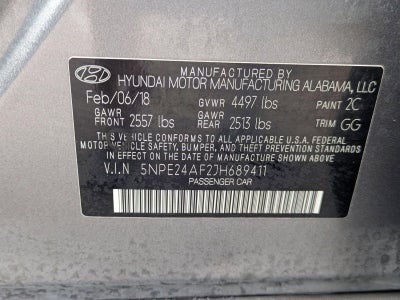 MANUFACTURED BY
HYUNDAI MOTOR MANUFACTURING ALABAMA, LLC
Feb/06/18 GVWR 4497 lbs PAINT 2C
GAWR FRONT 2557 lbs GAWR REAR 2513 lbs TRIM GG
THIS VEHICLE CONFORMS TO ALL APPLICABLE U.S.A. FEDERAL
MOTOR VEHICLE SAFETY, BUMPER, AND THEFT PREVENTION
STANDARDS IN EFFECT ON THE DATE OF MANUFACTURE SHOWN ABOVE.
V.I.N 5NPE24AF2JH689411
PASSENGER CAR